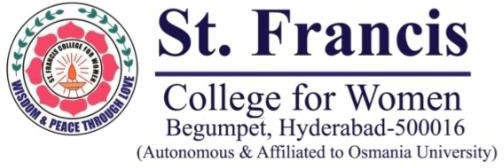 ST. FRANCIS COLLEGE FOR WOMEN
WISDOM & PEACE THROUGH LOVE
St. Francis
College for Women
Begumpet, Hyderabad-500016
(Autonomous & Affiliated to Osmania University)